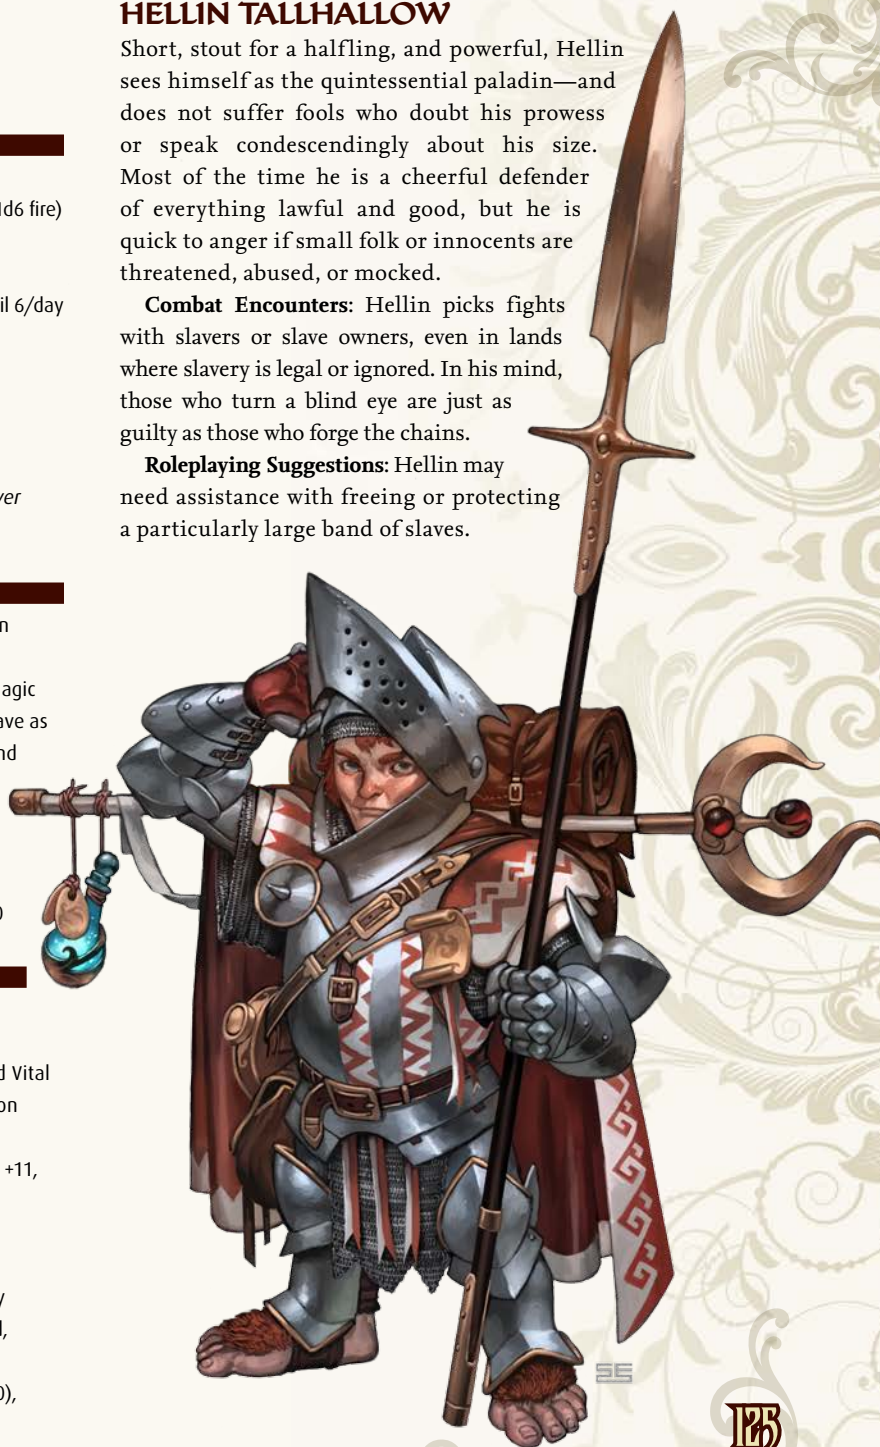 HELLIN TALLHALLOW
Short, stout for a halfling, and powerful, Hellin
sees himself as the quintessential paladin—and
does not suffer fools who doubt his prowess
or speak condescendingly about his size.
Most of the time he is a cheerful defender
of everything lawful and good, but he is
quick to anger if small folk or innocents are
threatened, abused, or mocked.
Combat Encounters: Hellin picks fights
with slavers or slave owners, even in lands
where slavery is legal or ignored. In his mind,
those who turn a blind eye are just as
guilty as those who forge the chains.
Roleplaying Suggestions: Hellin may
need assistance with freeing or protecting
a particularly large band of slaves.
1d6 fire)
6/day
as
Vital
+11,
SE
125